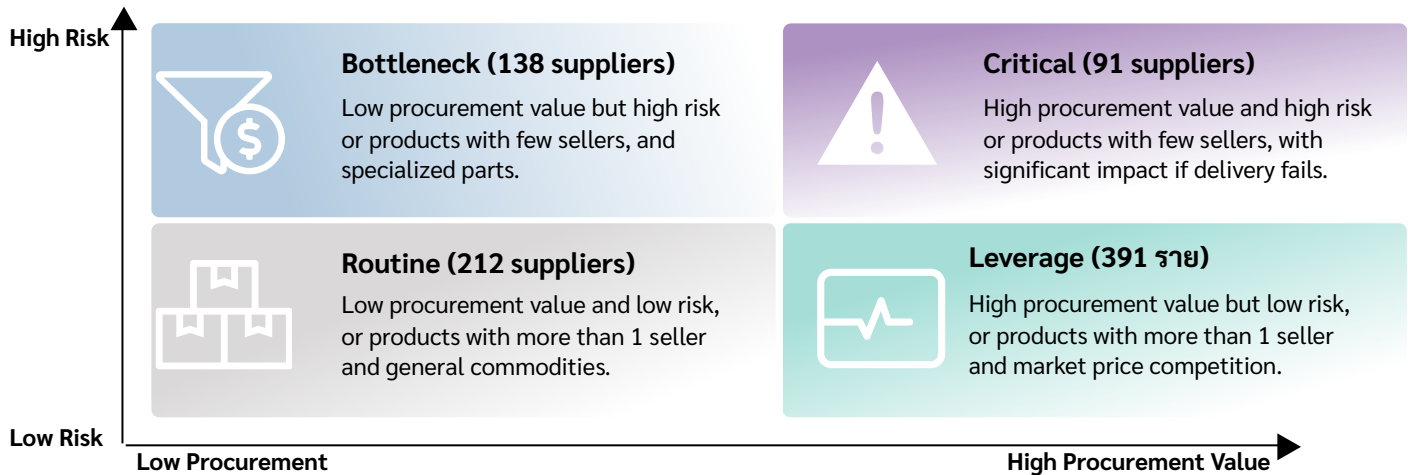 High Risk
Bottleneck (138 suppliers)
Low procurement value but high risk
or products with few sellers, and
specialized parts.
Critical (91 suppliers)
High procurement value and high risk
or products with few sellers, with
significant impact if delivery fails.
Routine (212 suppliers)
Low procurement value and low risk,
or products with more than 1 seller
and general commodities.
Leverage (391 ราย)
High procurement value but low risk,
or products with more than 1 seller
and market price competition.
Low Risk
Low Procurement
High Procurement Value
$